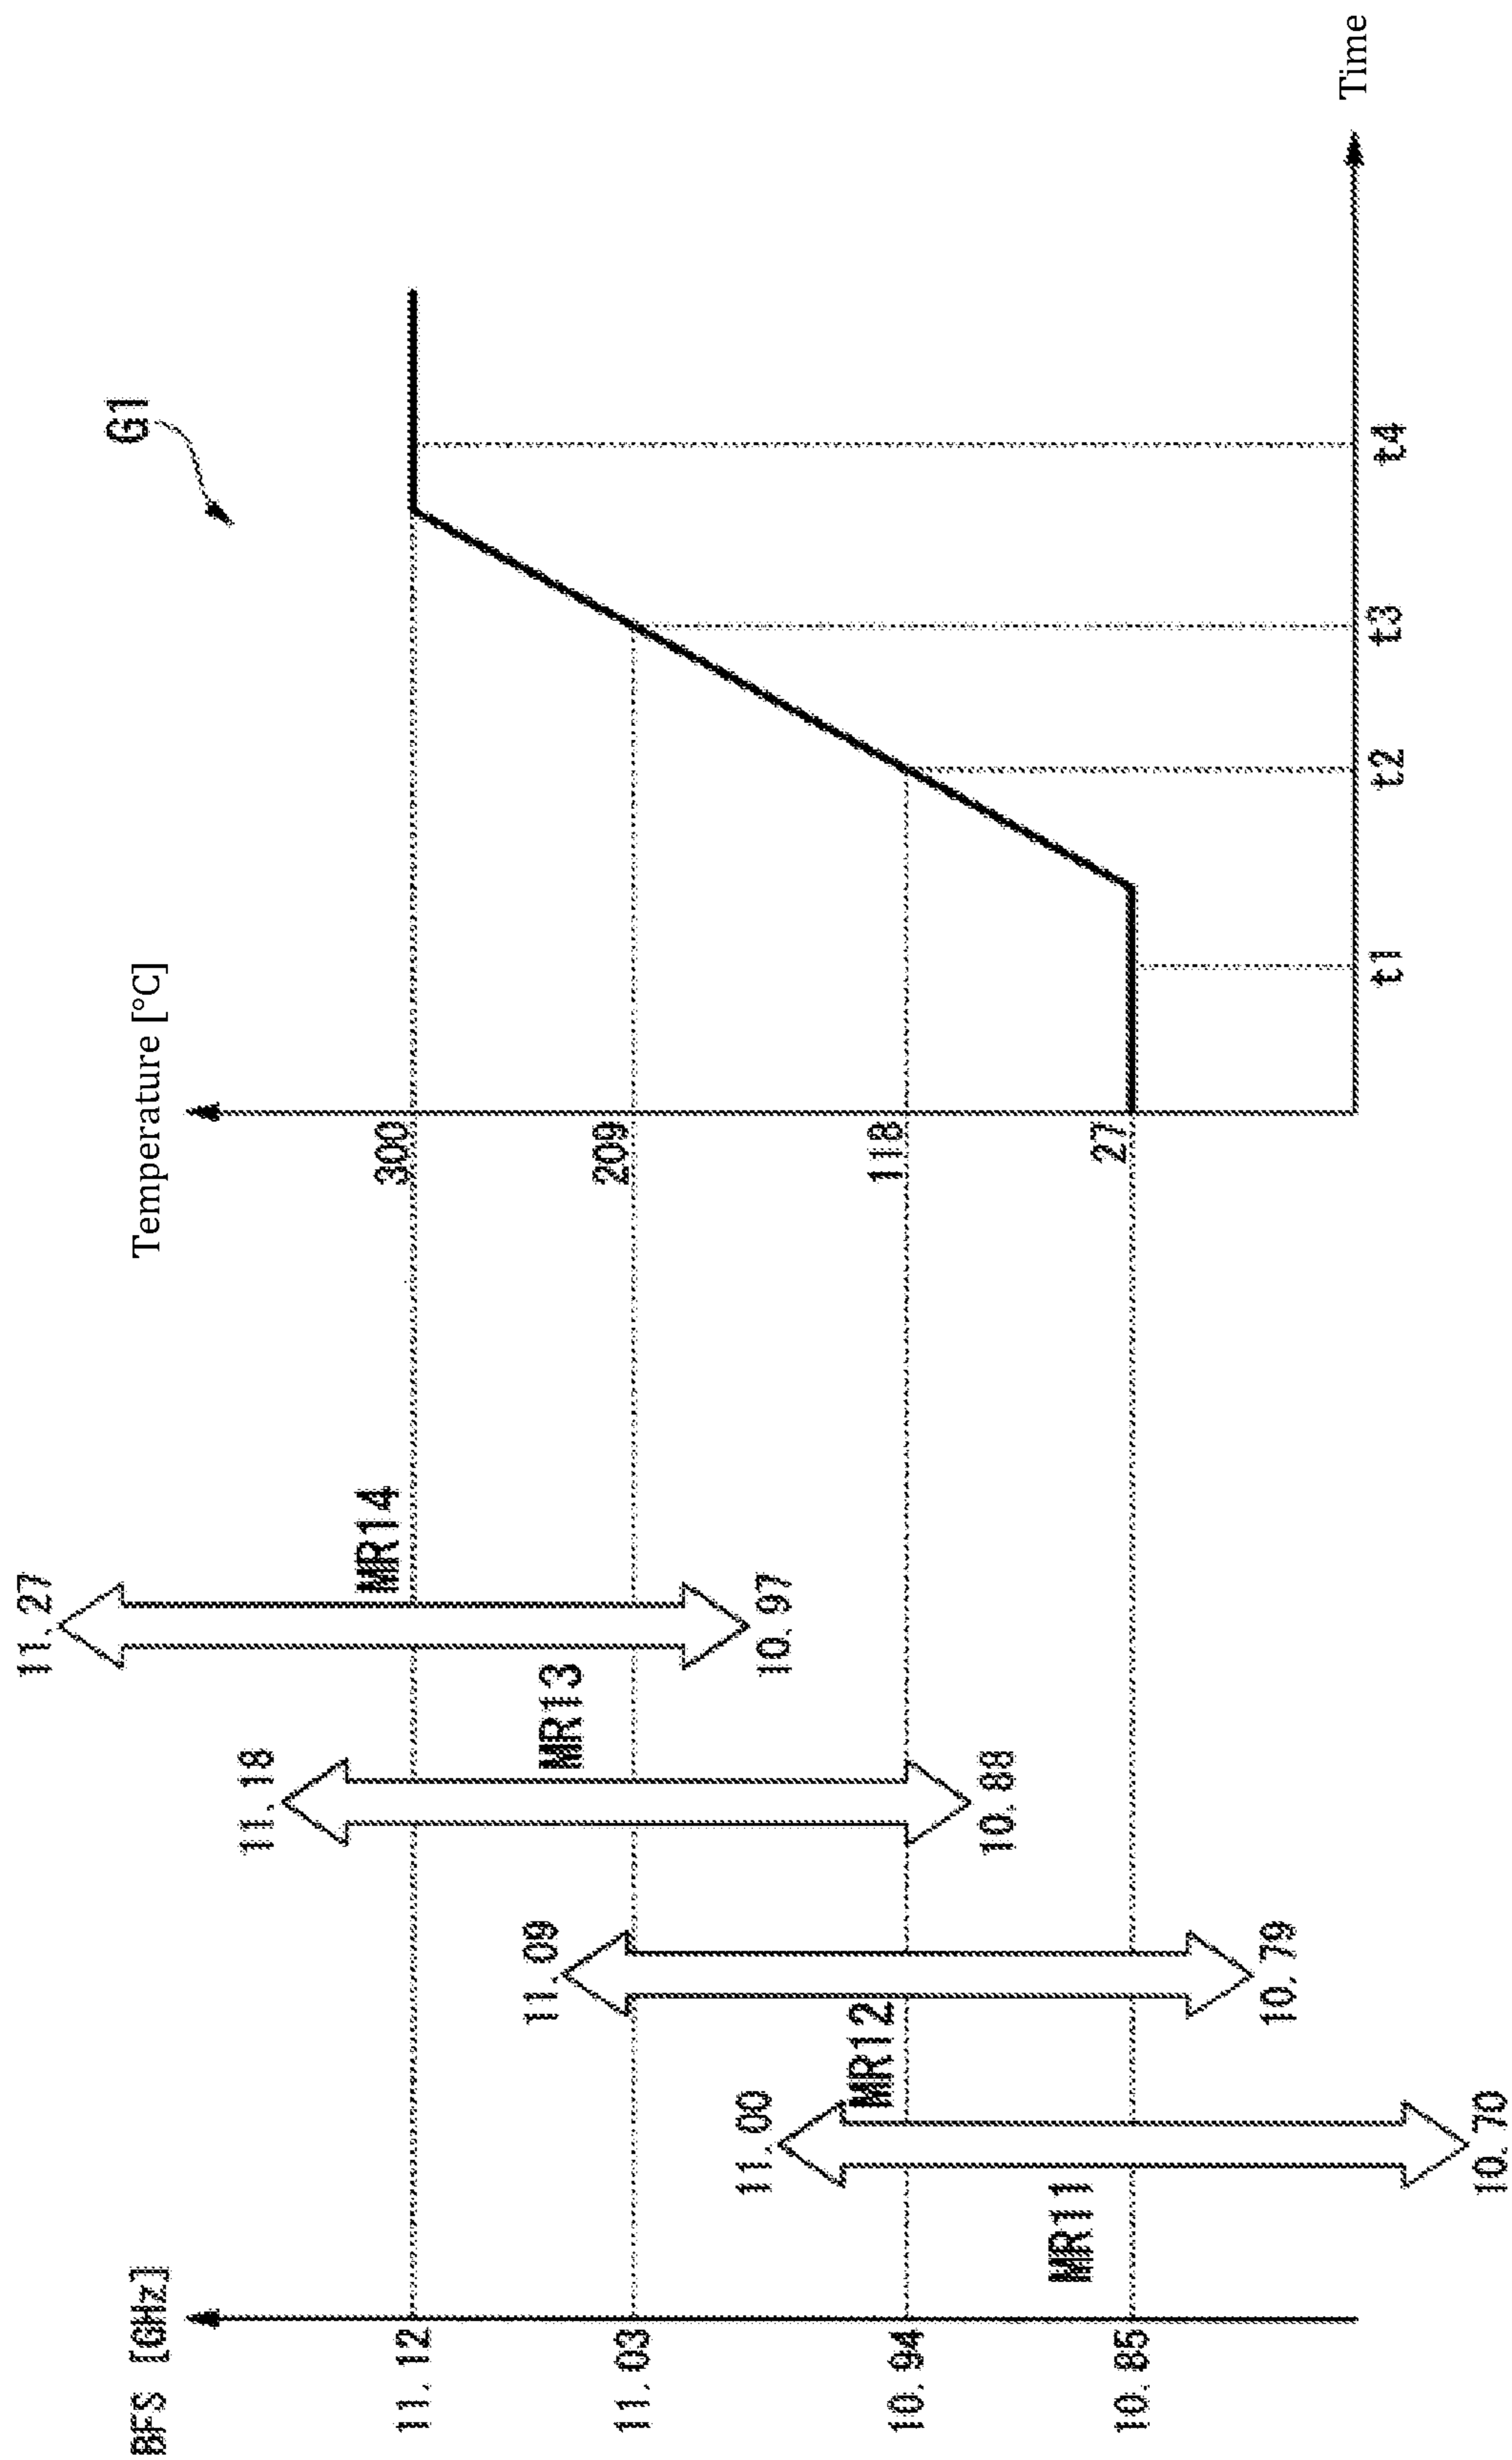 BFS [GHz]
11.12
11.03
10.94
10.85
11.00
MR11
10.70
11.09
MR12
10.79
11.18
MR13
10.88
11.27
MR14
10.97
Temperature [°C]
300
209
118
27
G1
t1
t2
t3
t4
Time